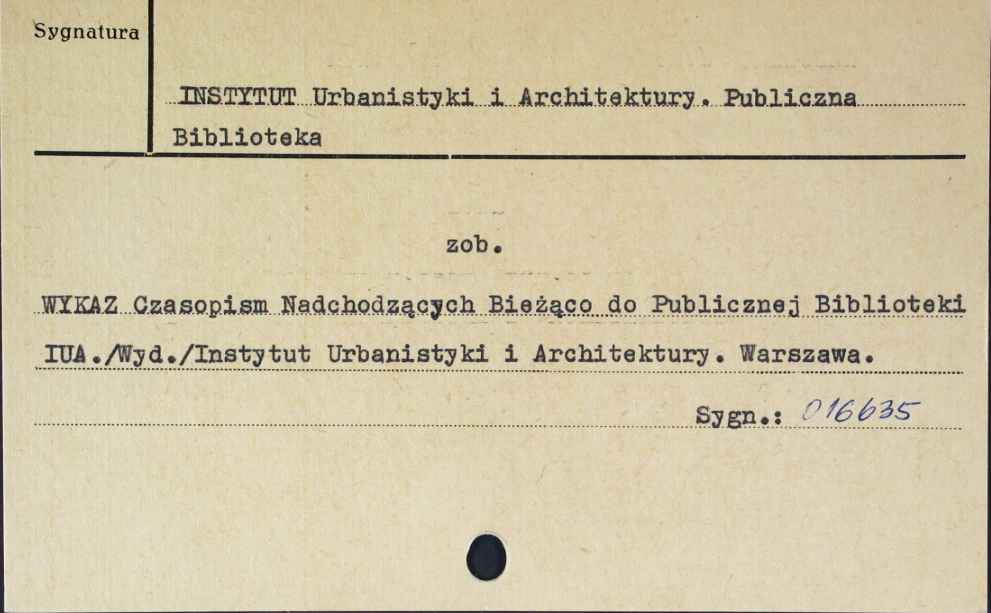 Sygnatura
INSTYTUT Urbanistyki i Architektury. Publiczna
Biblioteka
zob.
WYKAZ Czasopism Nadchodzących Bieżąco do Publicznej Biblioteki
IUA./Wyd./Instytut Urbanistyki i Architektury. Warszawa.
Sygn.: 016635